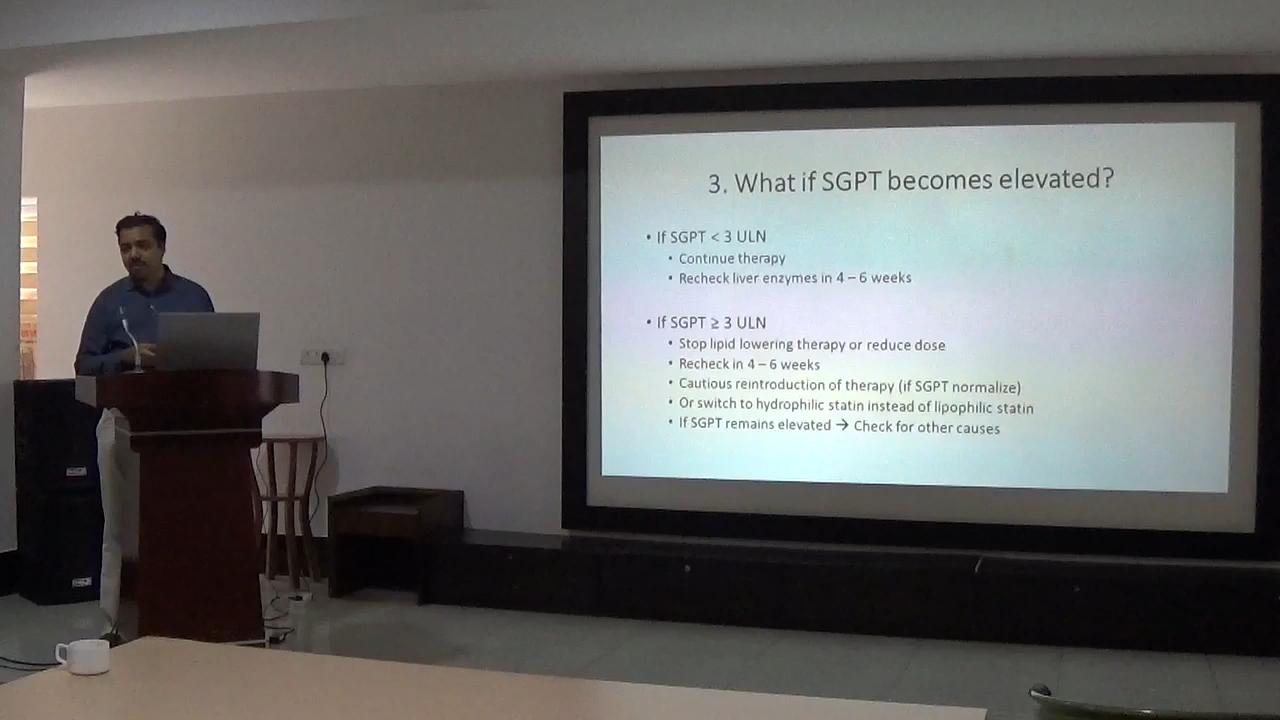 3. What if SGPT becomes elevated?
• If SGPT < 3 ULN
• Continue therapy
• Recheck liver enzymes in 4 – 6 weeks
• If SGPT ≥ 3 ULN
• Stop lipid lowering therapy or reduce dose
• Recheck in 4 – 6 weeks
• Cautious reintroduction of therapy (if SGPT normalize)
• Or switch to hydrophilic statin instead of lipophilic statin
• If SGPT remains elevated → Check for other causes